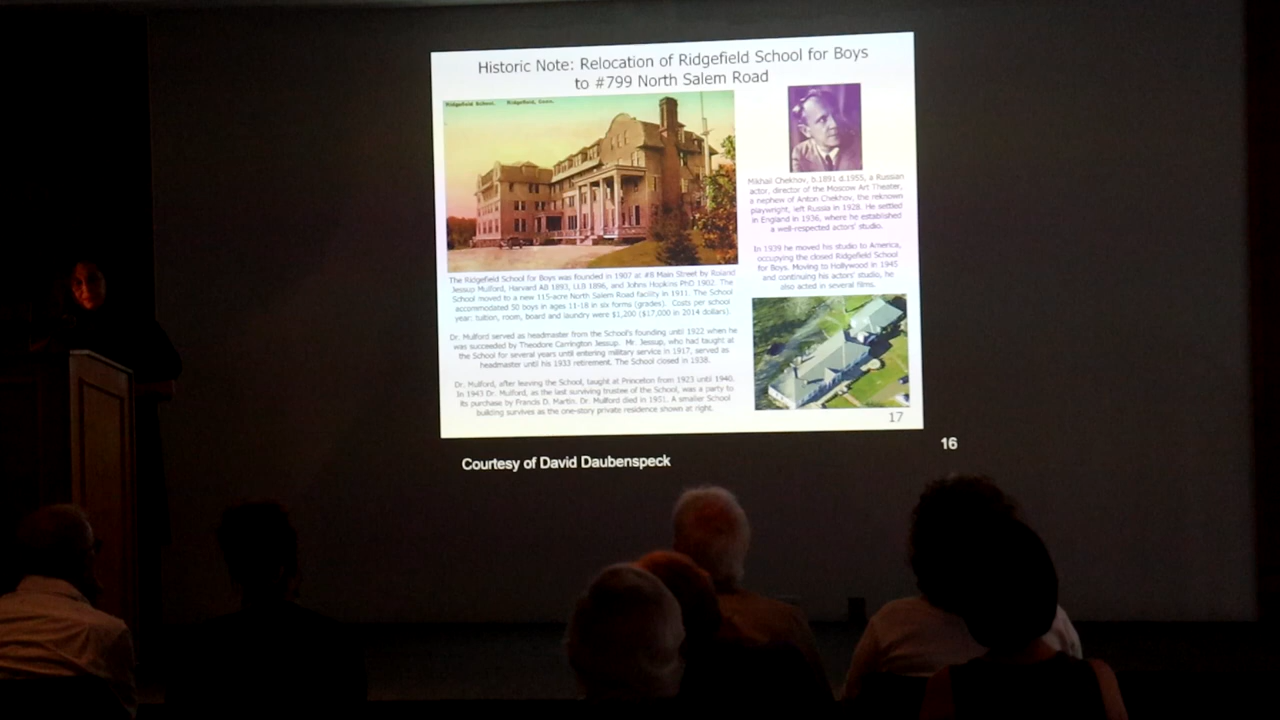 Historic Note: Relocation of Ridgefield School for Boys
to #799 North Salem Road
Ridgefield School. Ridgefield, Conn.
The Ridgefield School for Boys was founded in 1907 at #8 Main Street by Roland
Jessup Mulford, Harvard AB 1893, LLB 1896, and Johns Hopkins PhD 1902. The
School moved to a new 115-acre North Salem Road facility in 1911. The School
accommodated 50 boys in ages 11-18 in six forms (grades). Costs per school
year; tuition, room, board and laundry were $1,200 ($17,000 in 2014 dollars).
Dr. Mulford served as headmaster from the School's founding until 1922 when he
was succeeded by Theodore Carrington Jessup. Mr. Jessup, who had taught at
the School for several years until entering military service in 1917, served as
headmaster until his 1933 retirement. The School closed in 1938.
Dr. Mulford, after leaving the School, taught at Princeton from 1923 until 1940.
In 1943 Dr. Mulford, as the last surviving trustee of the School, was a party to
its purchase by Francis D. Martin. Dr. Mulford died in 1951. A smaller School
building survives as the one-story private residence shown at right.
Mikhail Chekhov, b.1891 d.1955, a Russian
actor, director of the Moscow Art Theater,
a nephew of Anton Chekhov, the reknown
playwright, left Russia in 1928. He settled
in England in 1936, where he established
a well-respected actors' studio.
In 1939 he moved his studio to America,
occupying the closed Ridgefield School
for Boys. Moving to Hollywood in 1945
and continuing his actors' studio, he
also acted in several films.
17
16
Courtesy of David Daubenspeck